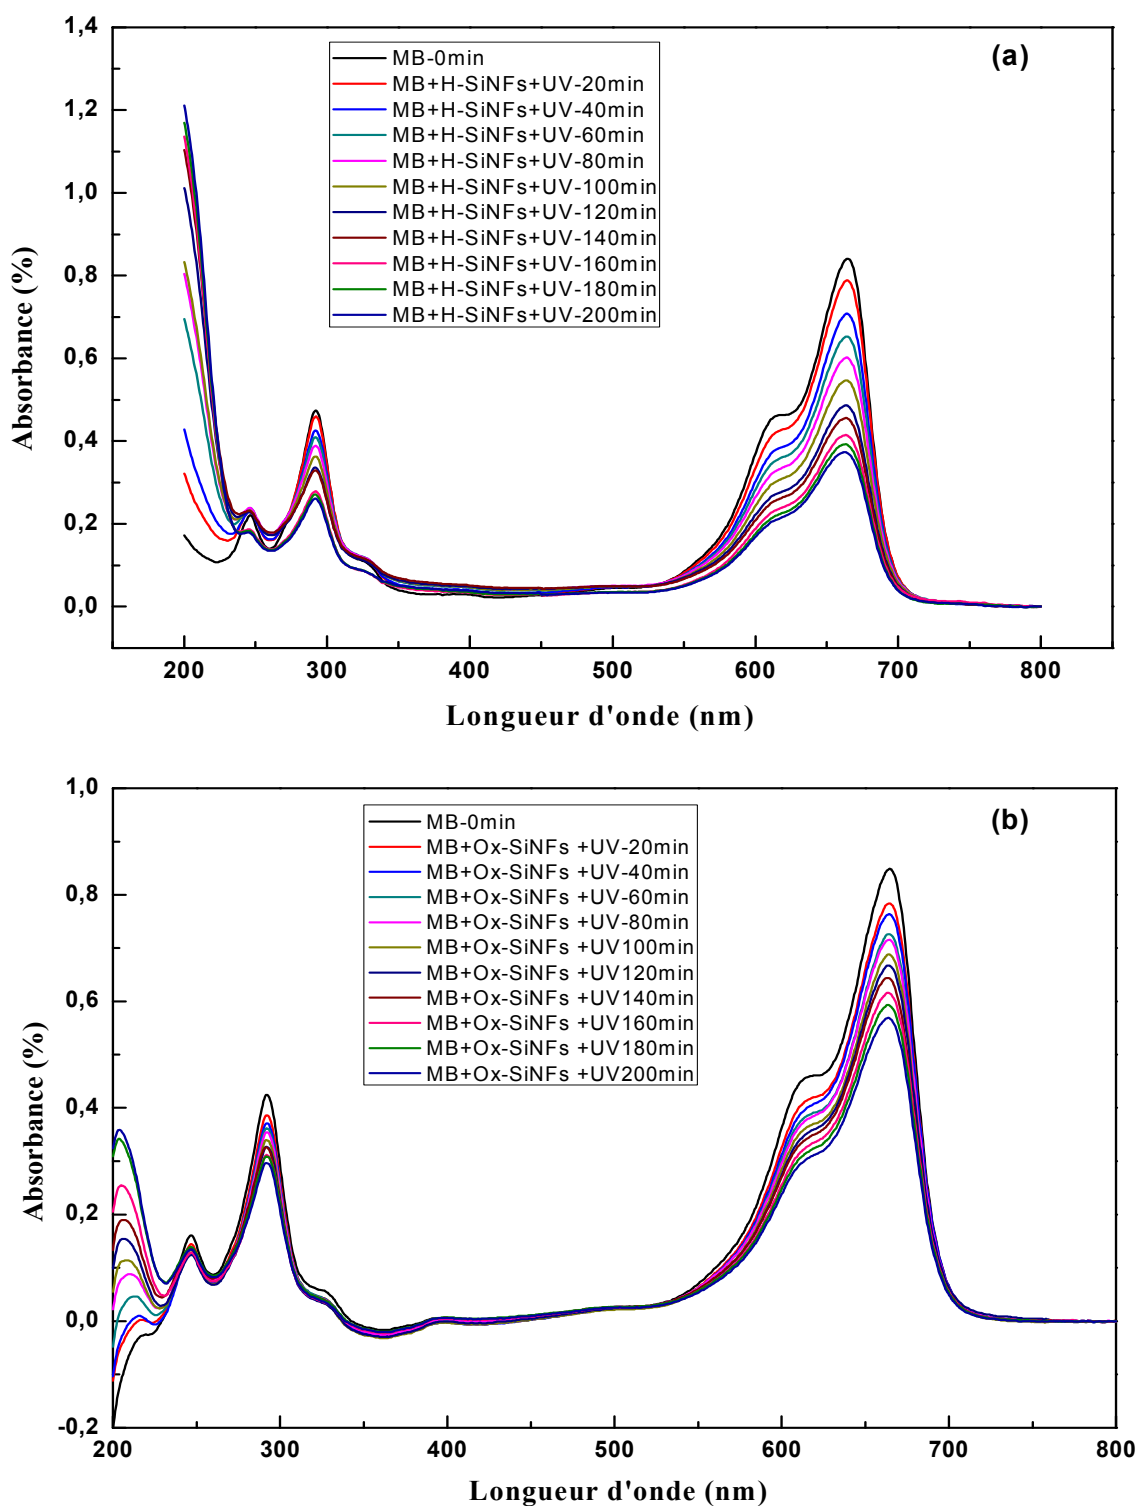 (a)
MB-0min
MB+H-SiNFs+UV-20min
MB+H-SiNFs+UV-40min
MB+H-SiNFs+UV-60min
MB+H-SiNFs+UV-80min
MB+H-SiNFs+UV-100min
MB+H-SiNFs+UV-120min
MB+H-SiNFs+UV-140min
MB+H-SiNFs+UV-160min
MB+H-SiNFs+UV-180min
MB+H-SiNFs+UV-200min
Absorbance (%)
1,4
1,2
1,0
0,8
0,6
0,4
0,2
0,0
200 300 400 500 600 700 800
Longueur d'onde (nm)
(b)
MB-0min
MB+Ox-SiNFs +UV-20min
MB+Ox-SiNFs +UV-40min
MB+Ox-SiNFs +UV-60min
MB+Ox-SiNFs +UV-80min
MB+Ox-SiNFs +UV100min
MB+Ox-SiNFs +UV120min
MB+Ox-SiNFs +UV140min
MB+Ox-SiNFs +UV160min
MB+Ox-SiNFs +UV180min
MB+Ox-SiNFs +UV200min
Absorbance (%)
1,0
0,8
0,6
0,4
0,2
0,0
-0,2
200 300 400 500 600 700 800
Longueur d'onde (nm)